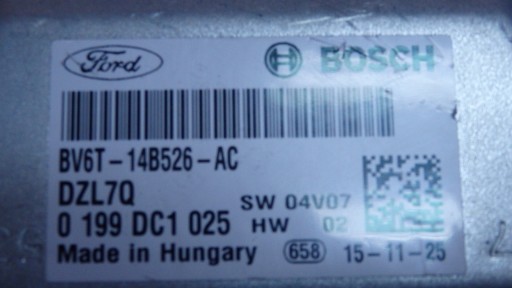 Ford BOSCH
BV6T-14B526-AC
DZL7Q SW 04V07
0 199 DC1 025 HW 02
Made in Hungary 658 15-11-25